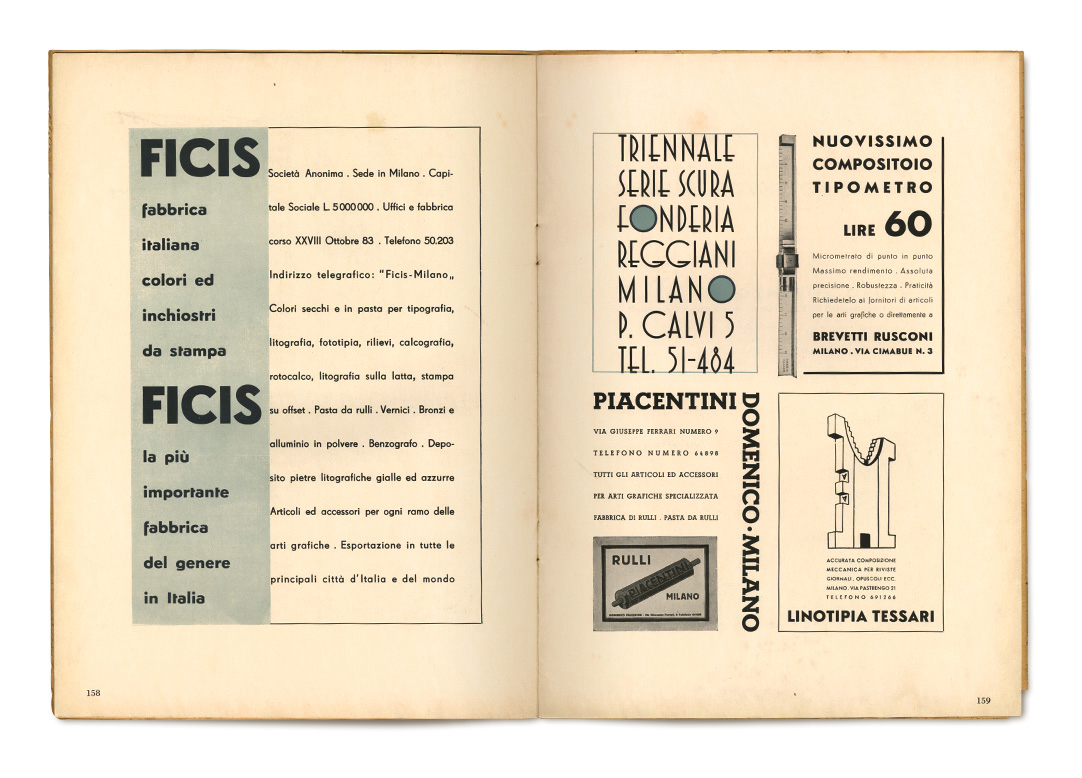 FICIS
fabbrica
italiana
colori ed
inchiostri
da stampa
FICIS
la più
importante
fabbrica
del genere
in Italia
Società Anonima . Sede in Milano . Capi-
tale Sociale L. 5000000 . Uffici e fabbrica
corso XXVIII Ottobre 83 . Telefono 50.203
Indirizzo telegrafico: "Ficis-Milano„
Colori secchi e in pasta per tipografia,
litografia, fototipia, rilievi, calcografia,
rotocalco, litografia sulla latta, stampa
su offset . Pasta da rulli . Vernici . Bronzi e
alluminio in polvere . Benzografo . Depo-
sito pietre litografiche gialle ed azzurre
Articoli ed accessori per ogni ramo delle
arti grafiche . Esportazione in tutte le
principali città d'Italia e del mondo
158
TRIENNALE
SERIE SCURA
FONDERIA
REGGIANI
MILANO
P. CALVI 5
TEL. 51-484
NUOVISSIMO
COMPOSITOIO
TIPOMETRO
LIRE 60
Micrometrato di punto in punto
Massimo rendimento . Assoluta
precisione . Robustezza . Praticità
Richiedetelo ai fornitori di articoli
per le arti grafiche o direttamente a
BREVETTI RUSCONI
MILANO . VIA CIMABUE N. 3
PIACENTINI
DOMENICO · MILANO
VIA GIUSEPPE FERRARI NUMERO 9
TELEFONO NUMERO 64898
TUTTI GLI ARTICOLI ED ACCESSORI
PER ARTI GRAFICHE SPECIALIZZATA
FABBRICA DI RULLI . PASTA DA RULLI
RULLI
PIACENTINI
MILANO
ACCURATA COMPOSIZIONE
MECCANICA PER RIVISTE
GIORNALI . OPUSCOLI ECC.
MILANO . VIA PASTRENGO 21
TELEFONO 691266
LINOTIPIA TESSARI
159